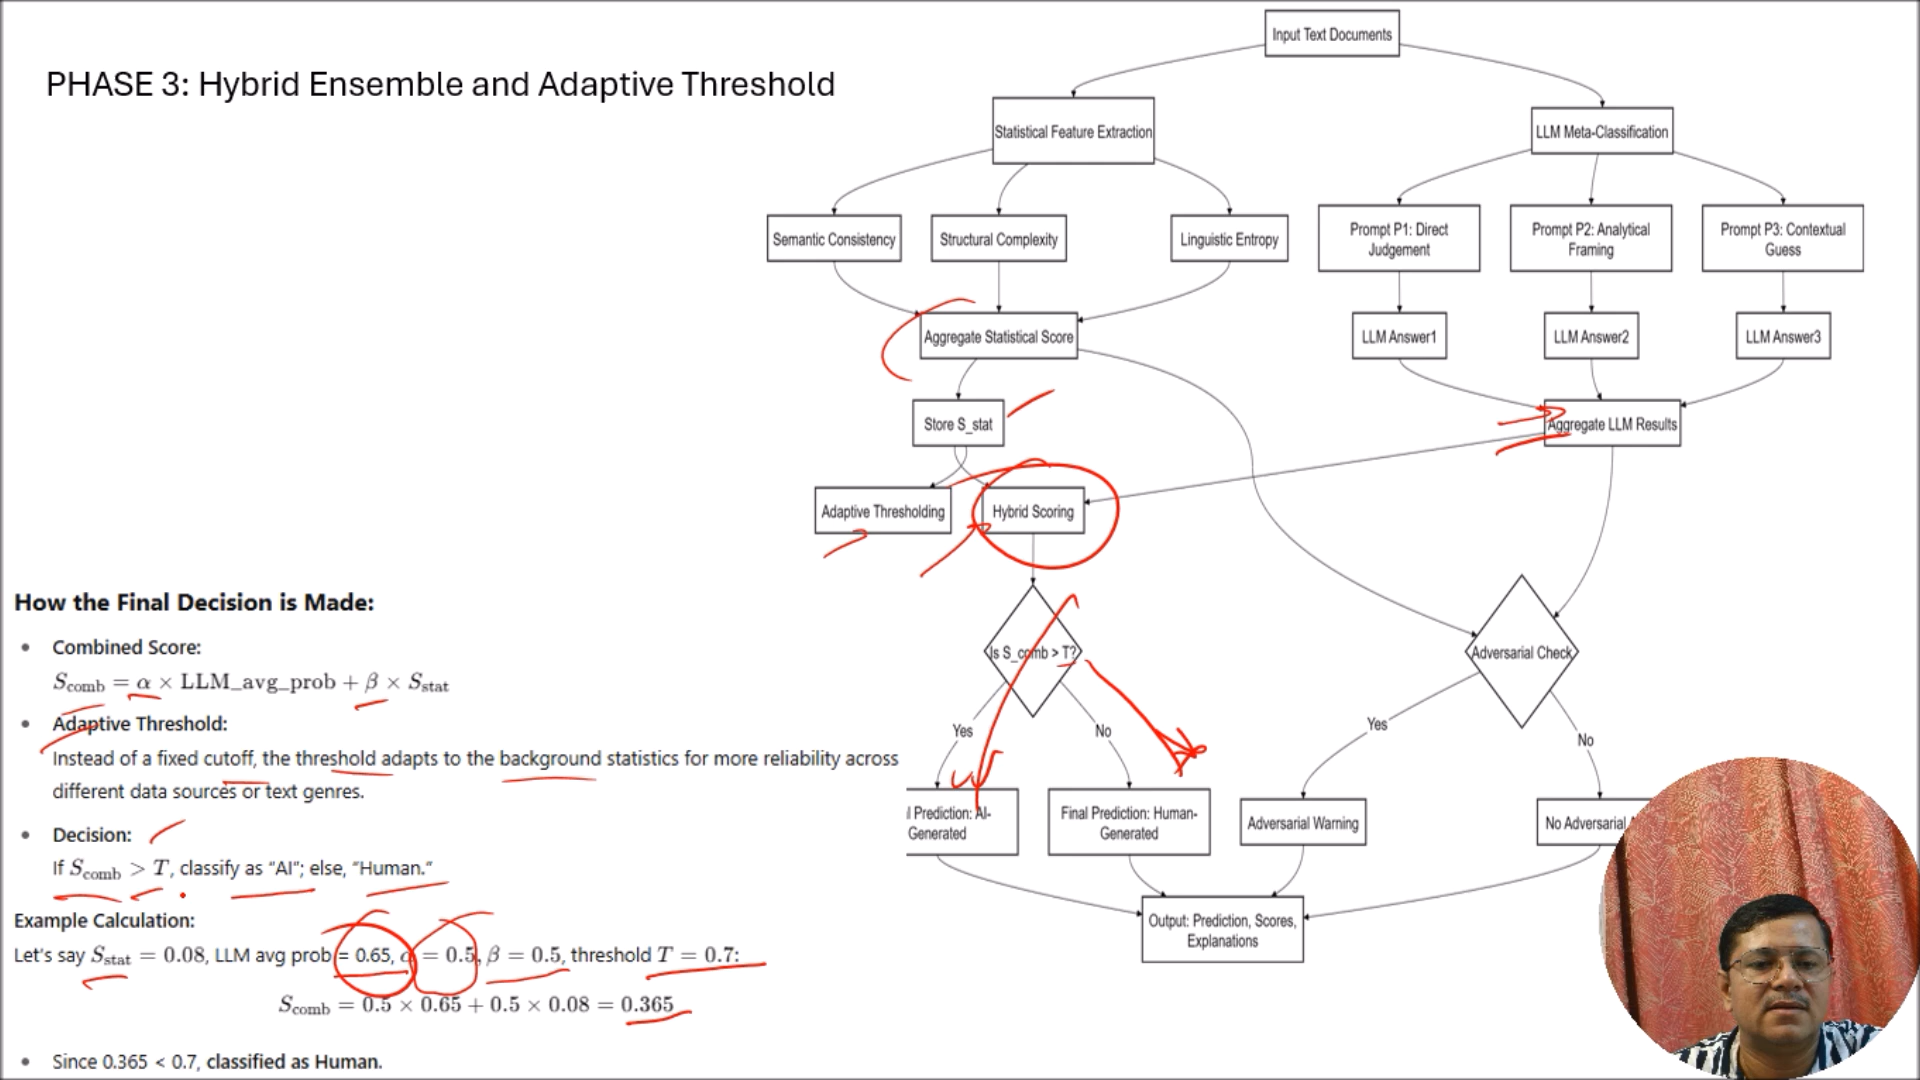 PHASE 3: Hybrid Ensemble and Adaptive Threshold
Input Text Documents
Statistical Feature Extraction
LLM Meta-Classification
Semantic Consistency
Structural Complexity
Linguistic Entropy
Prompt P1: Direct
Judgement
Prompt P2: Analytical
Framing
Prompt P3: Contextual
Guess
Aggregate Statistical Score
LLM Answer1
LLM Answer2
LLM Answer3
Store S_stat
Aggregate LLM Results
Adaptive Thresholding
Hybrid Scoring
Is S_comb > T?
Adversarial Check
Yes
No
Yes
No
l Prediction: AI-
Generated
Final Prediction: Human-
Generated
Adversarial Warning
No Adversarial
Output: Prediction, Scores,
Explanations
How the Final Decision is Made:
• Combined Score:
S_comb = α × LLM_avg_prob + β × S_stat
• Adaptive Threshold:
Instead of a fixed cutoff, the threshold adapts to the background statistics for more reliability across
different data sources or text genres.
• Decision:
If S_comb > T, classify as “AI”; else, “Human.”
Example Calculation:
Let's say S_stat = 0.08, LLM avg prob = 0.65, α = 0.5, β = 0.5, threshold T = 0.7:
S_comb = 0.5 × 0.65 + 0.5 × 0.08 = 0.365
• Since 0.365 < 0.7, classified as Human.